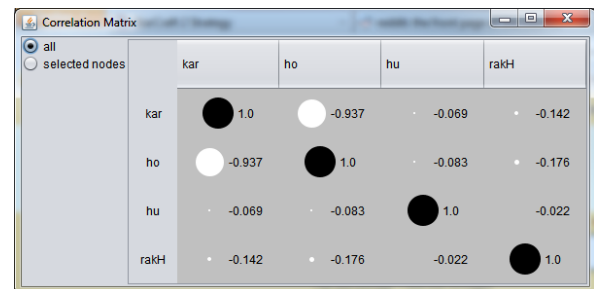 Correlation Matrix
all
selected nodes
kar ho hu rakH
kar 1.0 -0.937 -0.069 -0.142
ho -0.937 1.0 -0.083 -0.176
hu -0.069 -0.083 1.0 -0.022
rakH -0.142 -0.176 -0.022 1.0